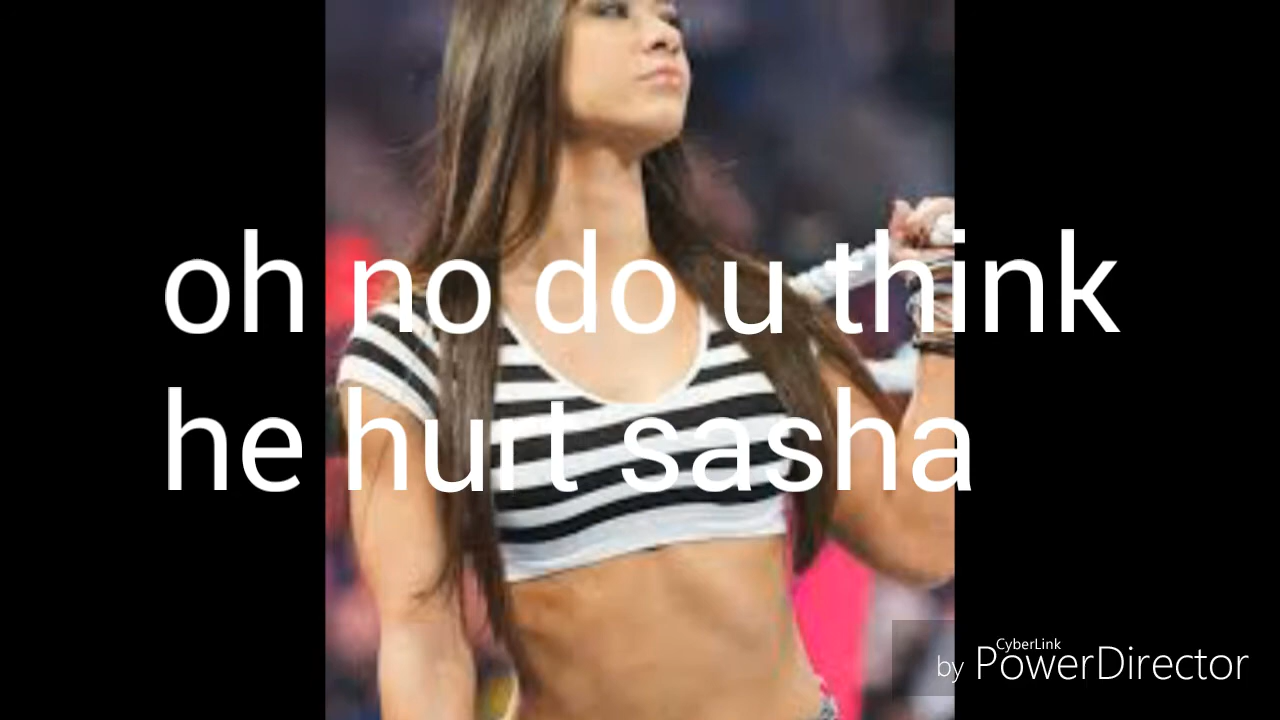 oh no do u think
he hurt sasha
CyberLink
by PowerDirector